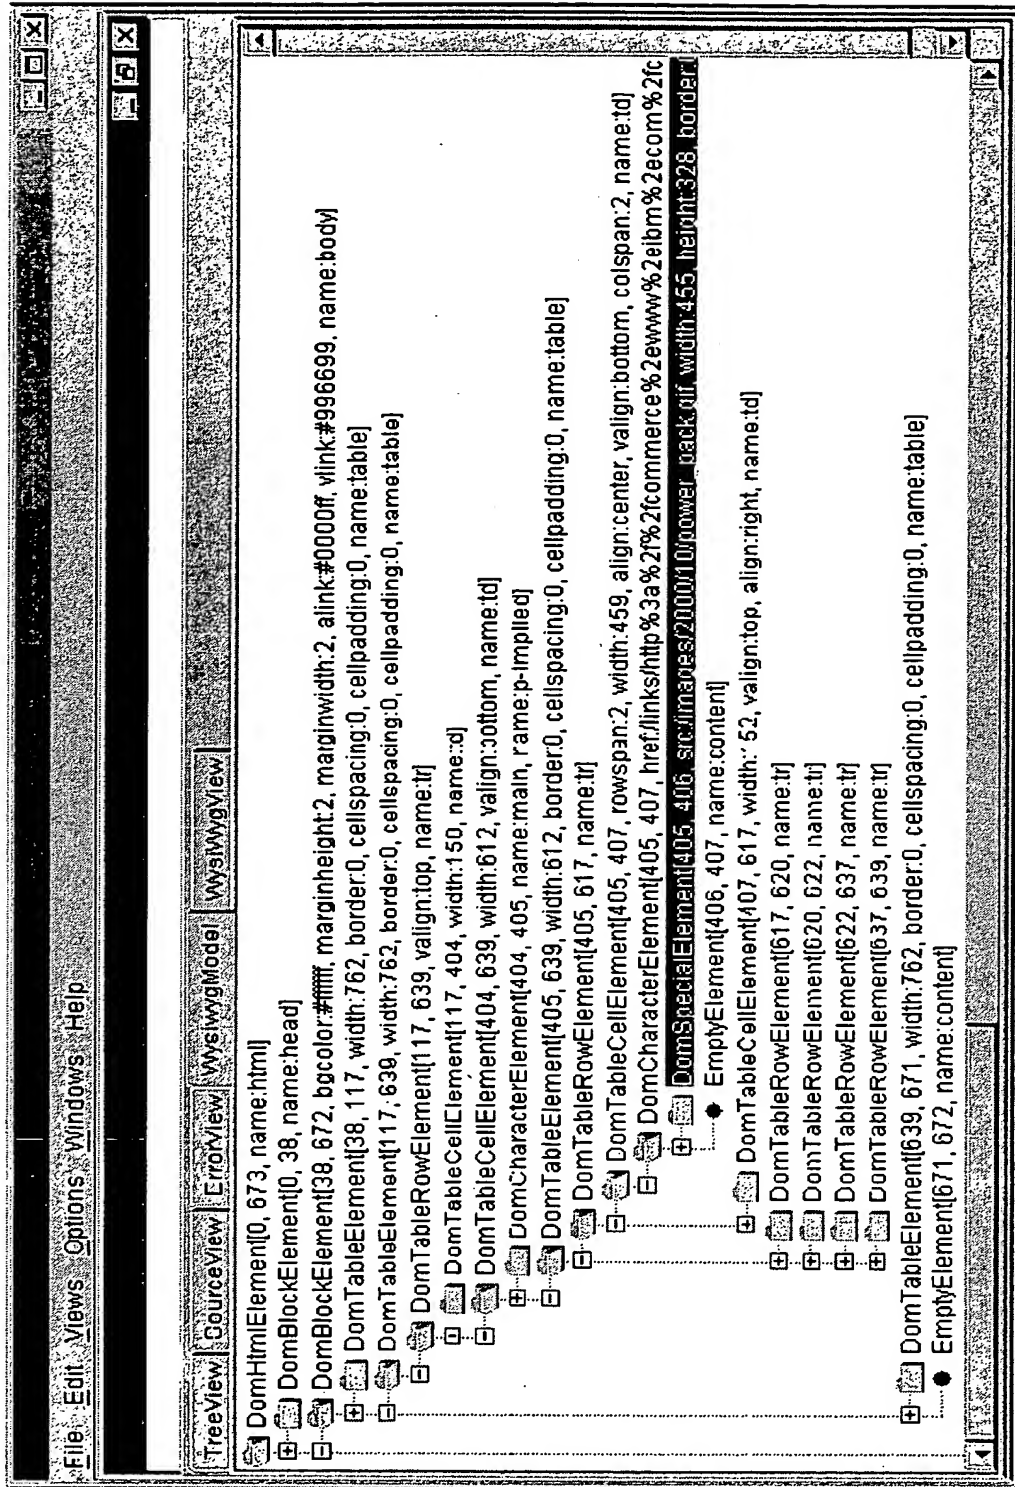 File Edit Views Options Windows Help
TreeView CourceView ErrorView WysiwygModel WysiWygView
DomHtmlElement[0, 673, name:html]
DomBlockElement[0, 38, name:head]
DomBlockElement[38, 672, bgcolor:#ffffff, marginheight:2, marginwidth:2, alink:#0000ff, vlink:#996699, name:body]
DomTableElement[38, 117, width:762, border:0, cellspacing:0, cellpadding:0, name:table]
DomTableElement[117, 639, width:762, border:0, cellspacing:0, cellpadding:0, name:table]
DomTableRowElement[117, 639, valign:top, name:tr]
DomTableCellElement[117, 404, width:150, name:td]
DomTableCellElement[404, 639, width:612, valign:bottom, name:td]
DomCharacterElement[404, 405, name:main, name:p-implied]
DomTableElement[405, 639, width:612, border:0, cellspacing:0, cellpadding:0, name:table]
DomTableRowElement[405, 617, name:tr]
DomTableCellElement[405, 407, rowspan:2, width:459, align:center, valign:bottom, colspan:2, name:td]
DomCharacterElement[405, 407, href:/links/http%3a%2f%2fcommerce%2ewww%2eibm%2ecom%2fc
DomSpecialElement[405, 406, src:/images/2000/10/power_pack.gif, width:455, height:328, border:
EmptyElement[406, 407, name:content]
DomTableCellElement[407, 617, width: 52, valign:top, align:right, name:td]
DomTableRowElement[617, 620, name:tr]
DomTableRowElement[620, 622, name:tr]
DomTableRowElement[622, 637, name:tr]
DomTableRowElement[637, 639, name:tr]
DomTableElement[639, 671, width:762, border:0, cellspacing:0, cellpadding:0, name:table]
EmptyElement[671, 672, name:content]